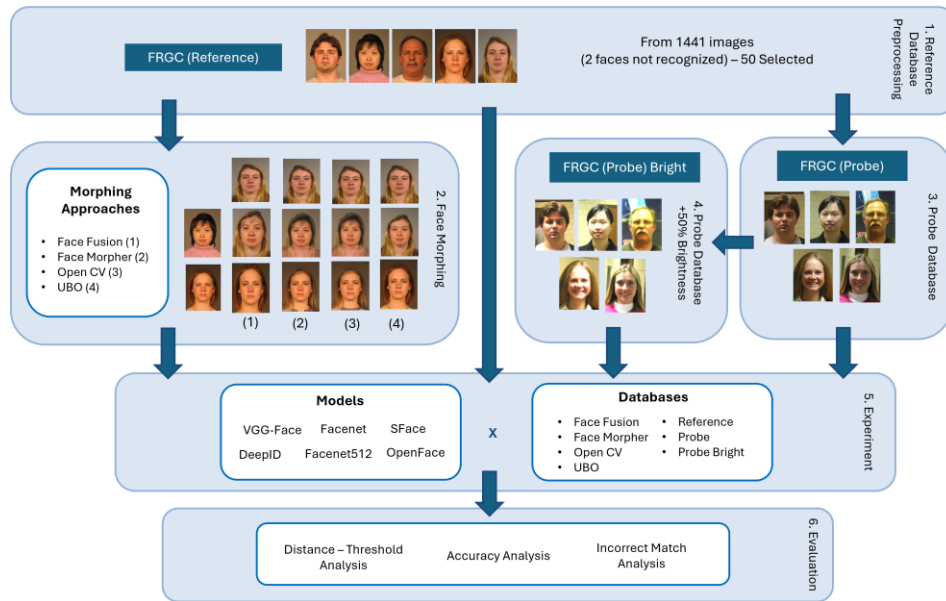 FRGC (Reference)
From 1441 images
(2 faces not recognized) – 50 Selected
1. Reference
Database
Preprocessing
Morphing
Approaches
• Face Fusion (1)
• Face Morpher (2)
• Open CV (3)
• UBO (4)
(1) (2) (3) (4)
2. Face Morphing
FRGC (Probe) Bright
4. Probe Database
+50% Brightness
FRGC (Probe)
3. Probe Database
Models
VGG-Face Facenet SFace
DeepID Facenet512 OpenFace
X
Databases
• Face Fusion
• Face Morpher
• Open CV
• UBO
• Reference
• Probe
• Probe Bright
5. Experiment
Distance – Threshold
Analysis
Accuracy Analysis
Incorrect Match
Analysis
6. Evaluation